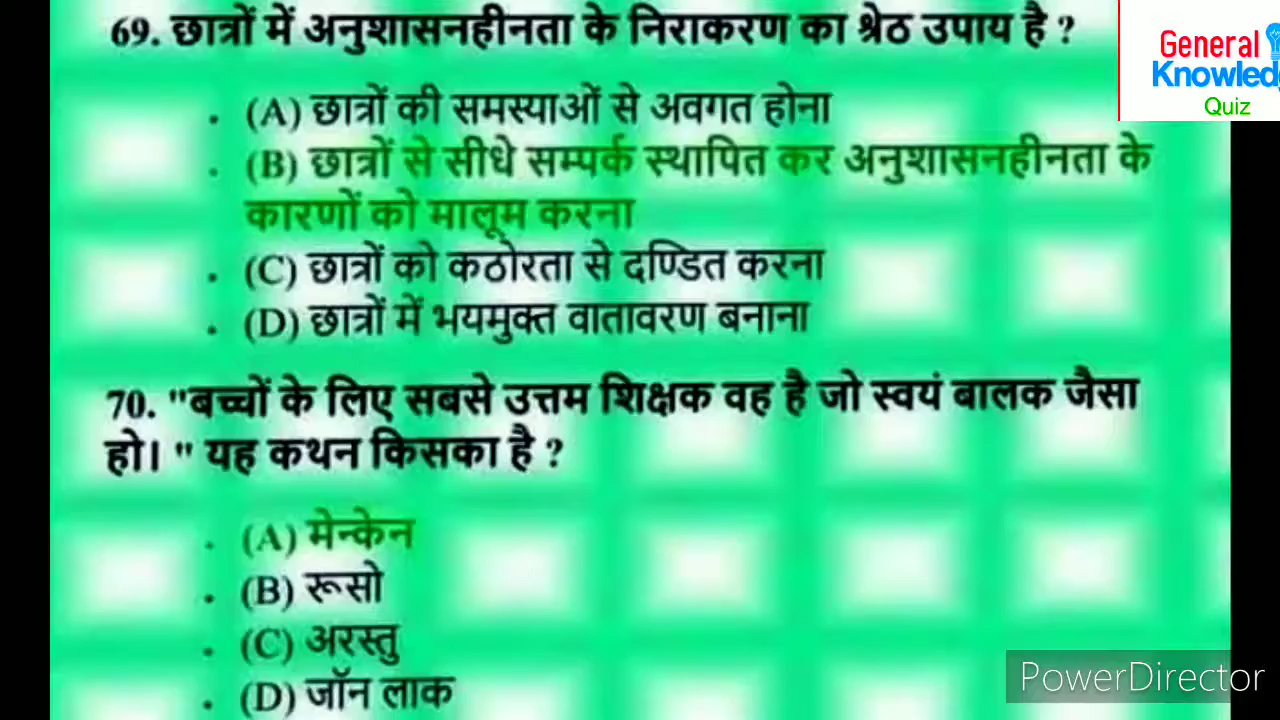 69. छात्रों में अनुशासनहीनता के निराकरण का श्रेठ उपाय है ?
General
Knowledg
Quiz
. (A) छात्रों की समस्याओं से अवगत होना
. (B) छात्रों से सीधे सम्पर्क स्थापित कर अनुशासनहीनता के
कारणों को मालूम करना
. (C) छात्रों को कठोरता से दण्डित करना
. (D) छात्रों में भयमुक्त वातावरण बनाना
70. "बच्चों के लिए सबसे उत्तम शिक्षक वह है जो स्वयं बालक जैसा
हो। " यह कथन किसका है ?
. (A) मेन्केन
. (B) रूसो
. (C) अरस्तु
. (D) जॉन लाक
PowerDirector